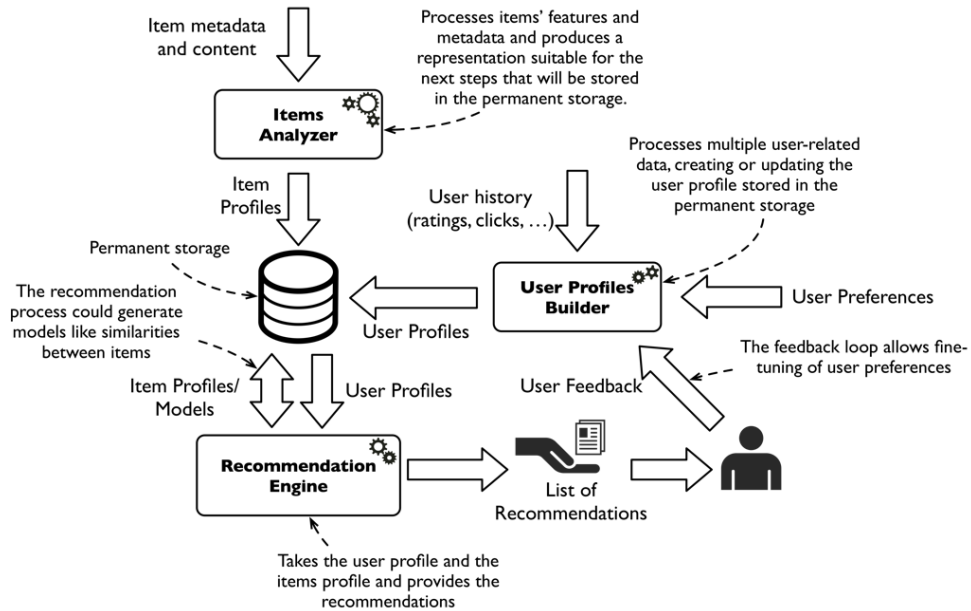 Item metadata
and content
Processes items’ features and
metadata and produces a
representation suitable for the
next steps that will be stored
in the permanent storage.
Items
Analyzer
Processes multiple user-related
data, creating or updating the
user profile stored in the
permanent storage
Item
Profiles
User history
(ratings, clicks, …)
Permanent storage
User Profiles
Builder
User Preferences
User Profiles
The recommendation
process could generate
models like similarities
between items
The feedback loop allows fine-
tuning of user preferences
Item Profiles/
Models
User Profiles
User Feedback
Recommendation
Engine
List of
Recommendations
Takes the user profile and the
items profile and provides the
recommendations